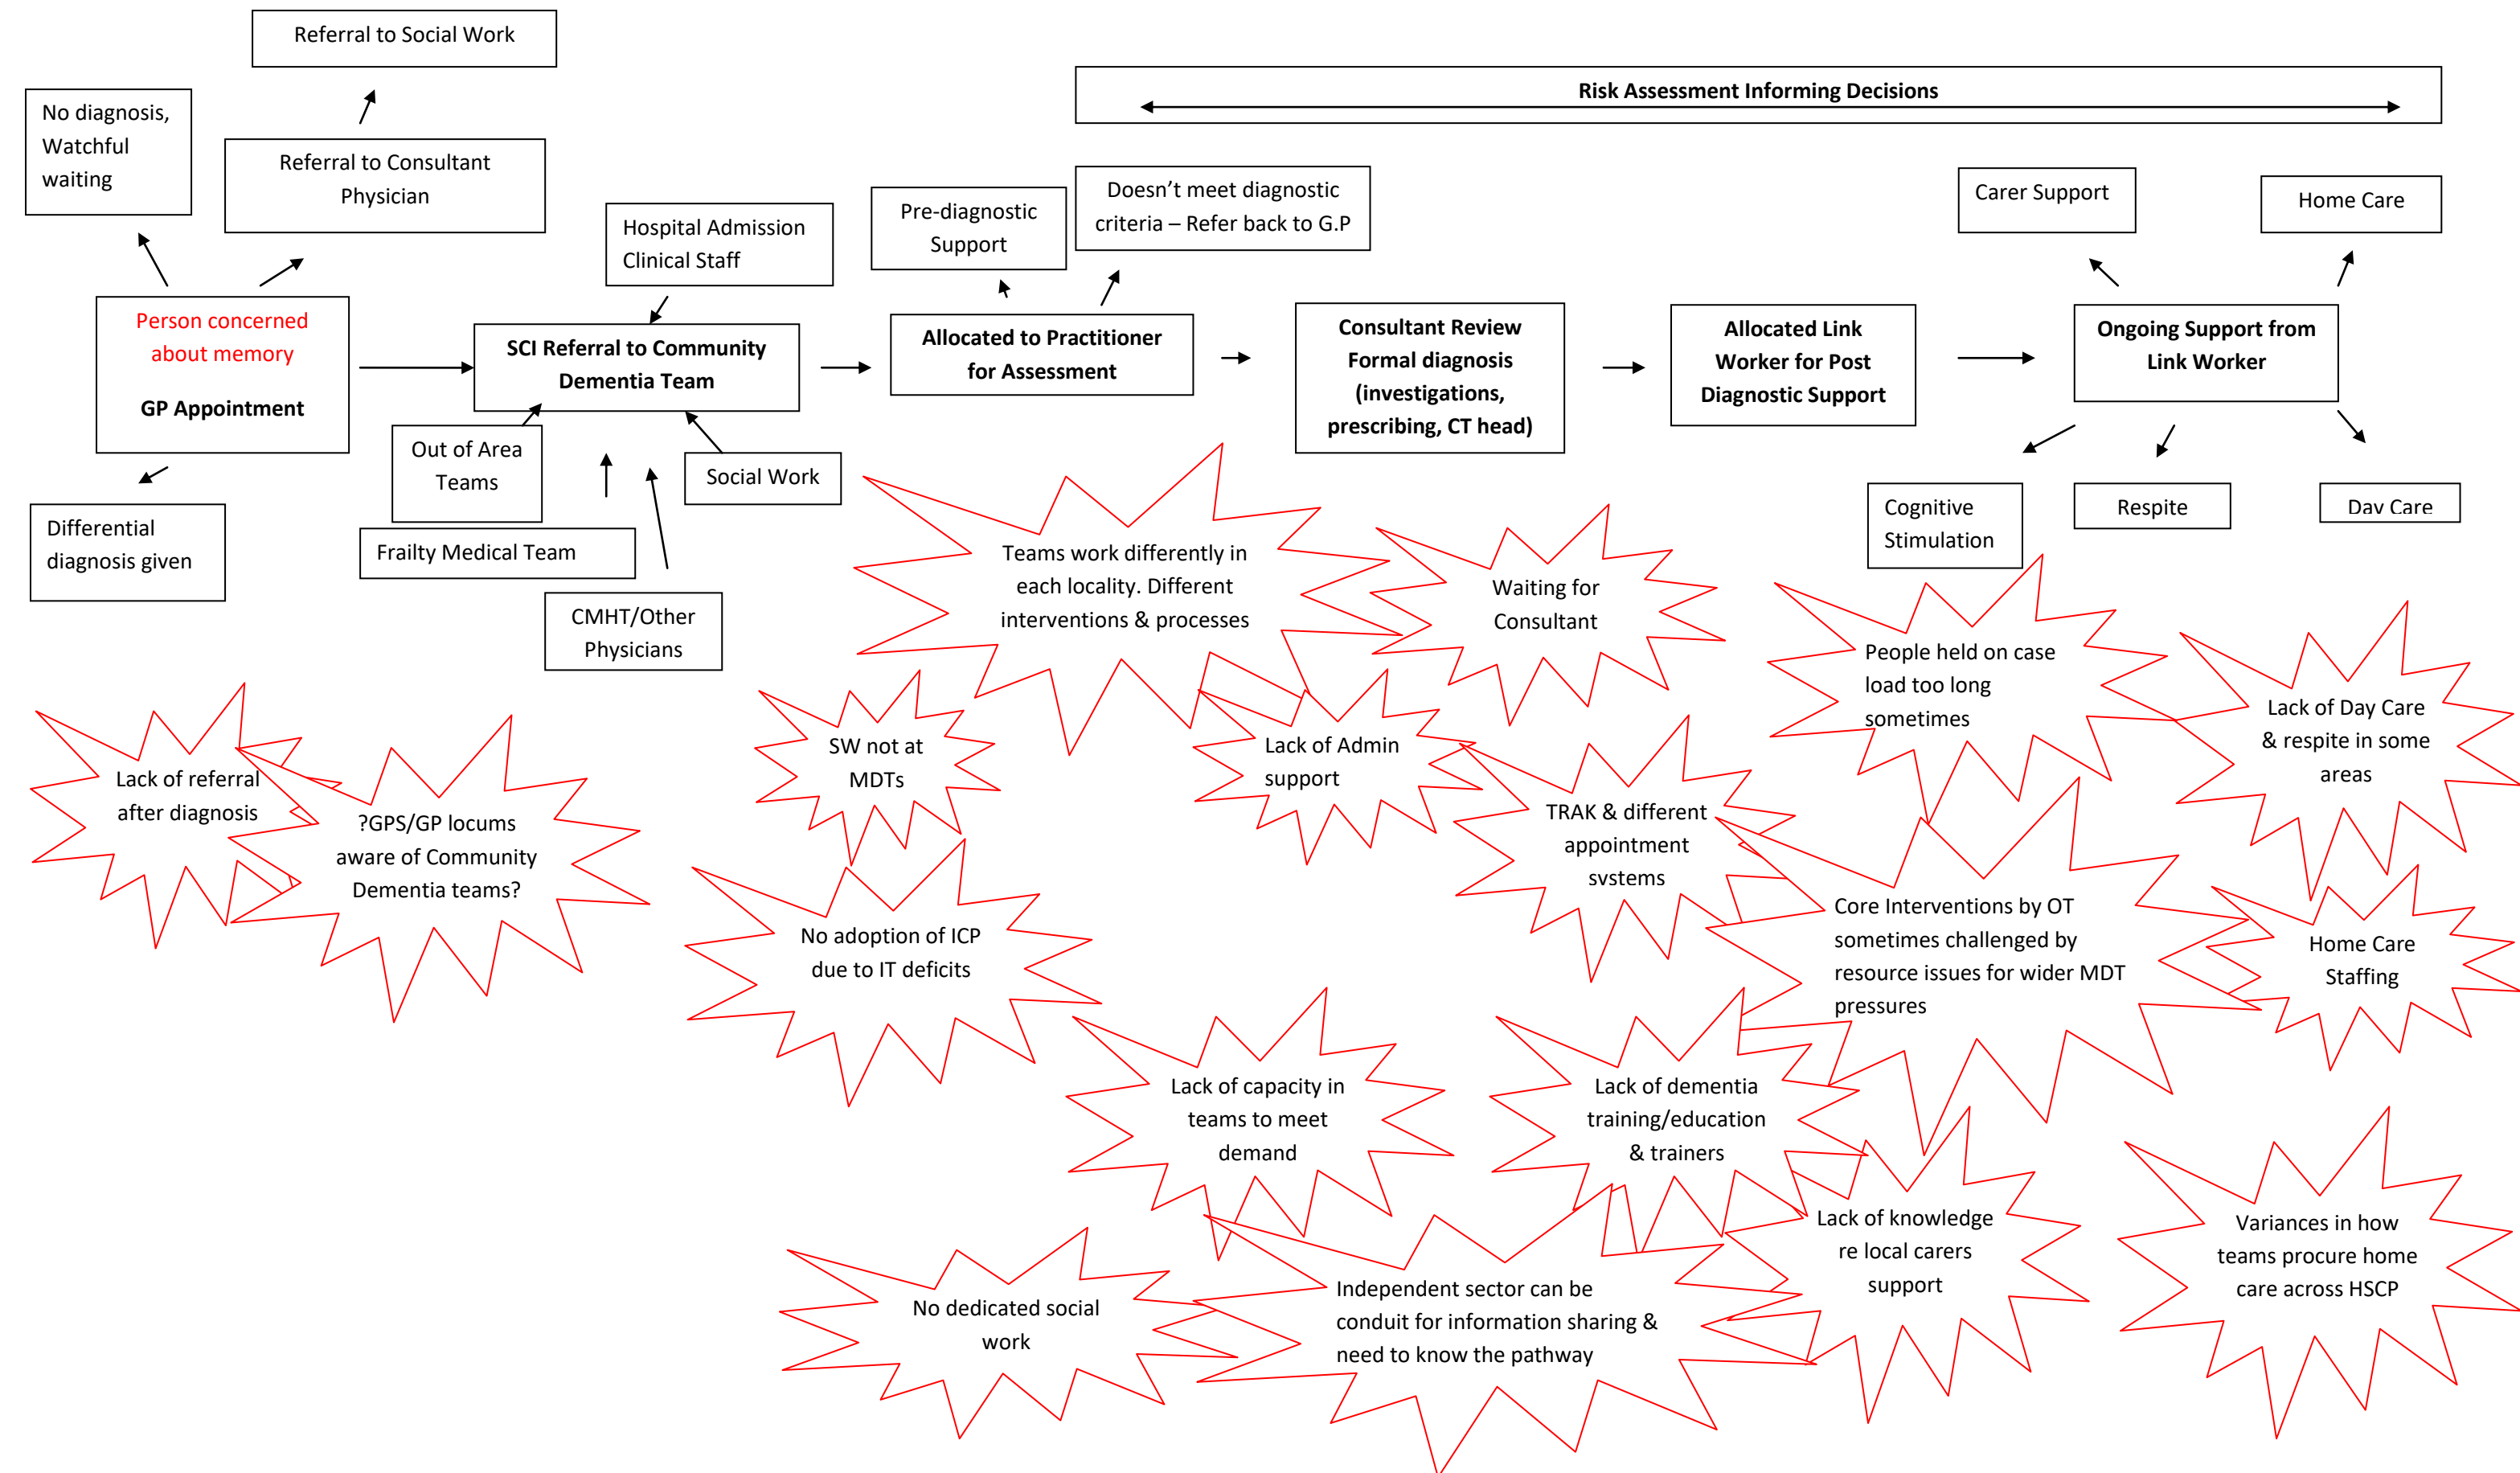 Referral to Social Work
Risk Assessment Informing Decisions
No diagnosis,
Watchful
waiting
Referral to Consultant
Physician
Hospital Admission
Clinical Staff
Pre-diagnostic
Support
Doesn’t meet diagnostic
criteria – Refer back to G.P
Carer Support
Home Care
Person concerned
about memory
GP Appointment
SCI Referral to Community
Dementia Team
Allocated to Practitioner
for Assessment
Consultant Review
Formal diagnosis
(investigations,
prescribing, CT head)
Allocated Link
Worker for Post
Diagnostic Support
Ongoing Support from
Link Worker
Out of Area
Teams
Social Work
Differential
diagnosis given
Frailty Medical Team
CMHT/Other
Physicians
Cognitive
Stimulation
Respite
Day Care
Teams work differently in
each locality. Different
interventions & processes
Waiting for
Consultant
People held on case
load too long
sometimes
Lack of Day Care
& respite in some
areas
Lack of referral
after diagnosis
?GPS/GP locums
aware of Community
Dementia teams?
SW not at
MDTs
Lack of Admin
support
TRAK & different
appointment
systems
No adoption of ICP
due to IT deficits
Core Interventions by OT
sometimes challenged by
resource issues for wider MDT
pressures
Home Care
Staffing
Lack of capacity in
teams to meet
demand
Lack of dementia
training/education
& trainers
Lack of knowledge
re local carers
support
Variances in how
teams procure home
care across HSCP
No dedicated social
work
Independent sector can be
conduit for information sharing &
need to know the pathway